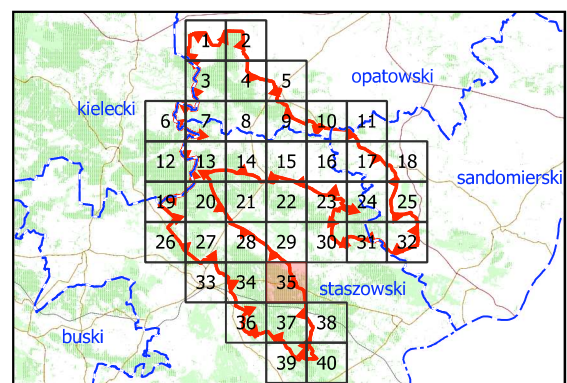 1 2
3 4 5
opatowski
kielecki
6 7 8 9 10 11
12 13 14 15 16 17 18
sandomierski
19 20 21 22 23 24 25
26 27 28 29 30 31 32
33 34 35
staszowski
36 37 38
buski
39 40